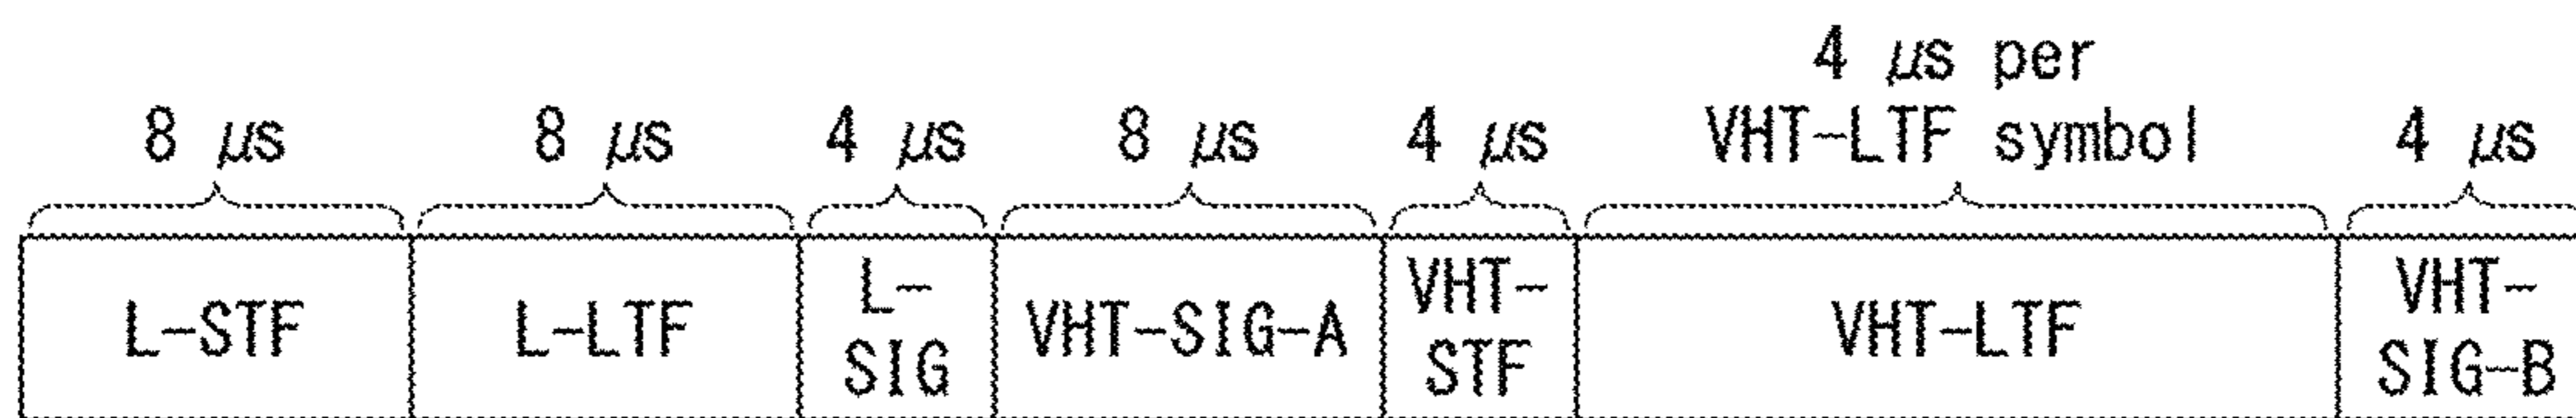 4 μs per
8 μs 8 μs 4 μs 8 μs 4 μs VHT-LTF symbol 4 μs
L-STF L-LTF L-SIG VHT-SIG-A VHT-STF VHT-LTF VHT-SIG-B